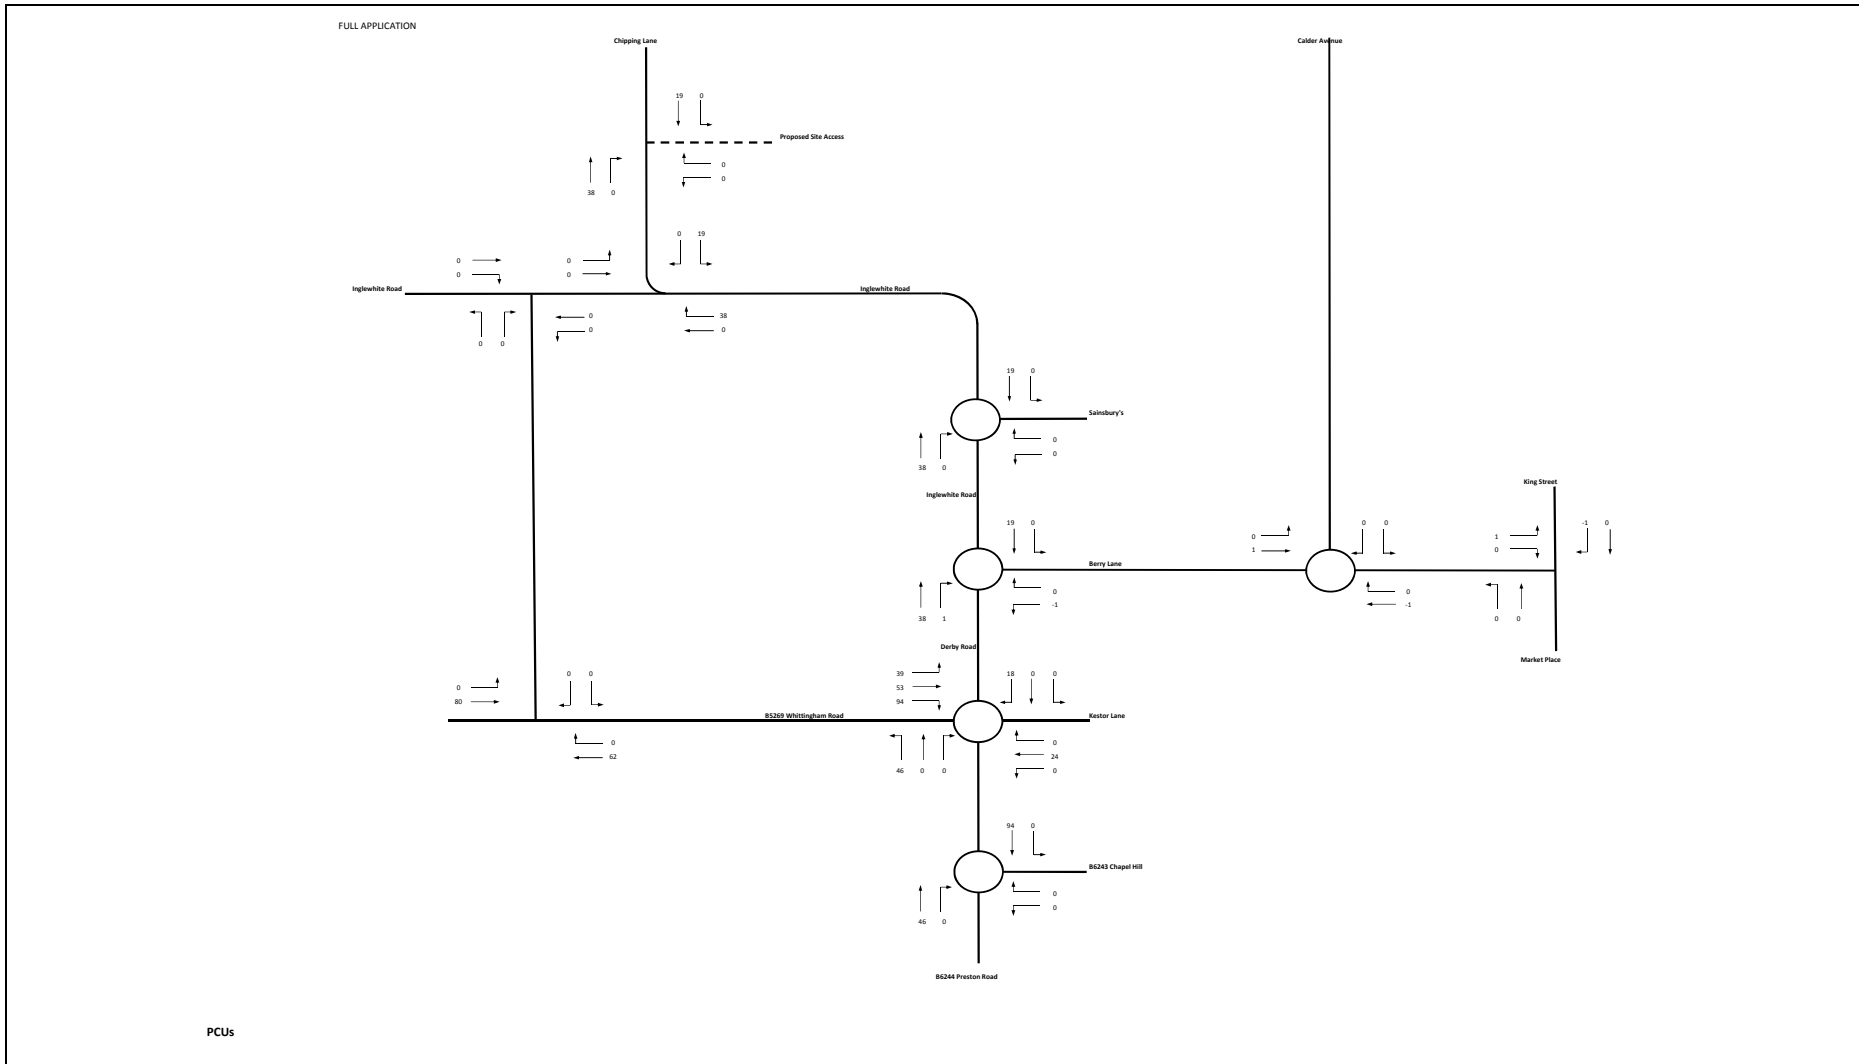 FULL APPLICATION
Chipping Lane
Calder Avenue
19 0
Proposed Site Access
0
0
38 0
0 19
0 0
0 0
Inglewhite Road
Inglewhite Road
0 38
0 0
0 0
19 0
Sainsbury's
0
0
38 0
King Street
Inglewhite Road
19 0
-1 0
0 0 0 1
1 0
Berry Lane
0 0
-1 -1
38 1
0 0
Derby Road
Market Place
39
0 0 18 0 0
0 53
80 94
B5269 Whittingham Road
Kestor Lane
0 0
62 24
46 0 0 0
94 0
B6243 Chapel Hill
0
0
46 0
B6244 Preston Road
PCUs